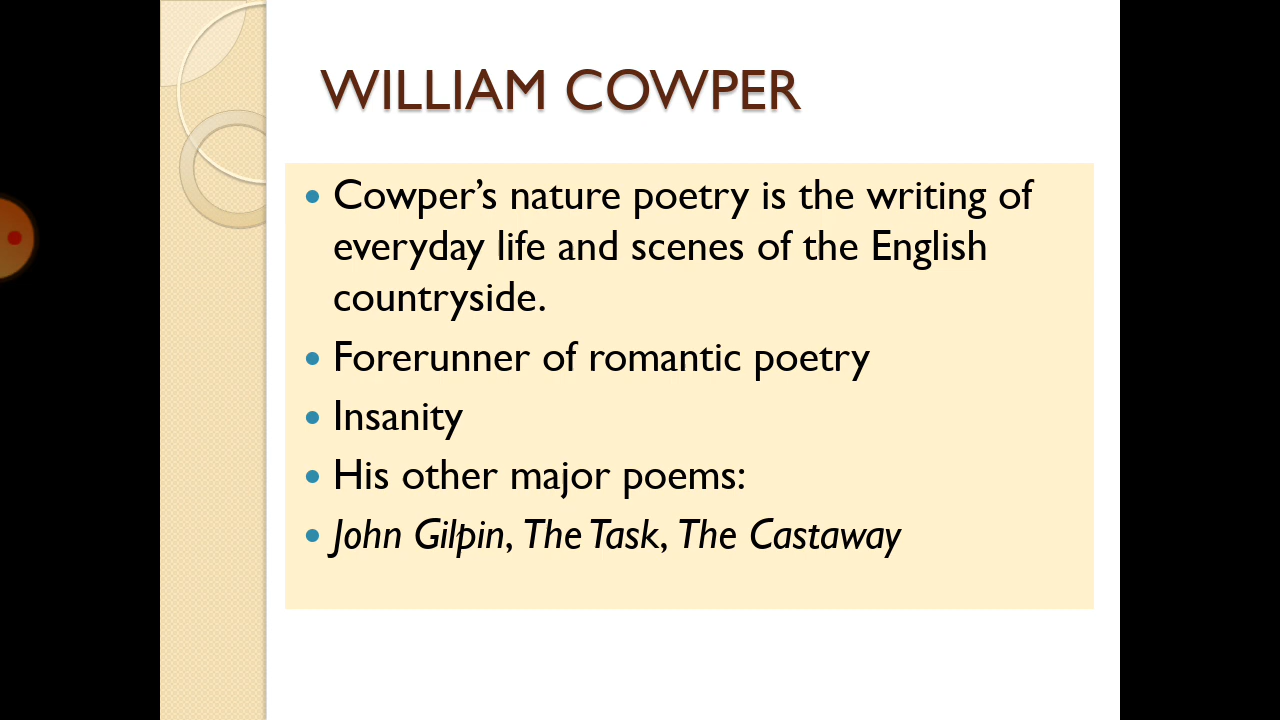 WILLIAM COWPER
• Cowper’s nature poetry is the writing of
everyday life and scenes of the English
countryside.
• Forerunner of romantic poetry
• Insanity
• His other major poems:
• John Gilpin, The Task, The Castaway